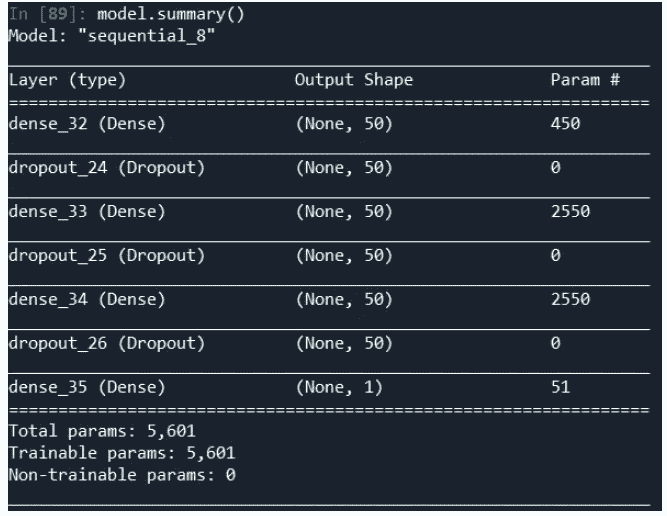 In [89]: model.summary()
Model: "sequential_8"
Layer (type) Output Shape Param #
dense_32 (Dense) (None, 50) 450
dropout_24 (Dropout) (None, 50) 0
dense_33 (Dense) (None, 50) 2550
dropout_25 (Dropout) (None, 50) 0
dense_34 (Dense) (None, 50) 2550
dropout_26 (Dropout) (None, 50) 0
dense_35 (Dense) (None, 1) 51
Total params: 5,601
Trainable params: 5,601
Non-trainable params: 0